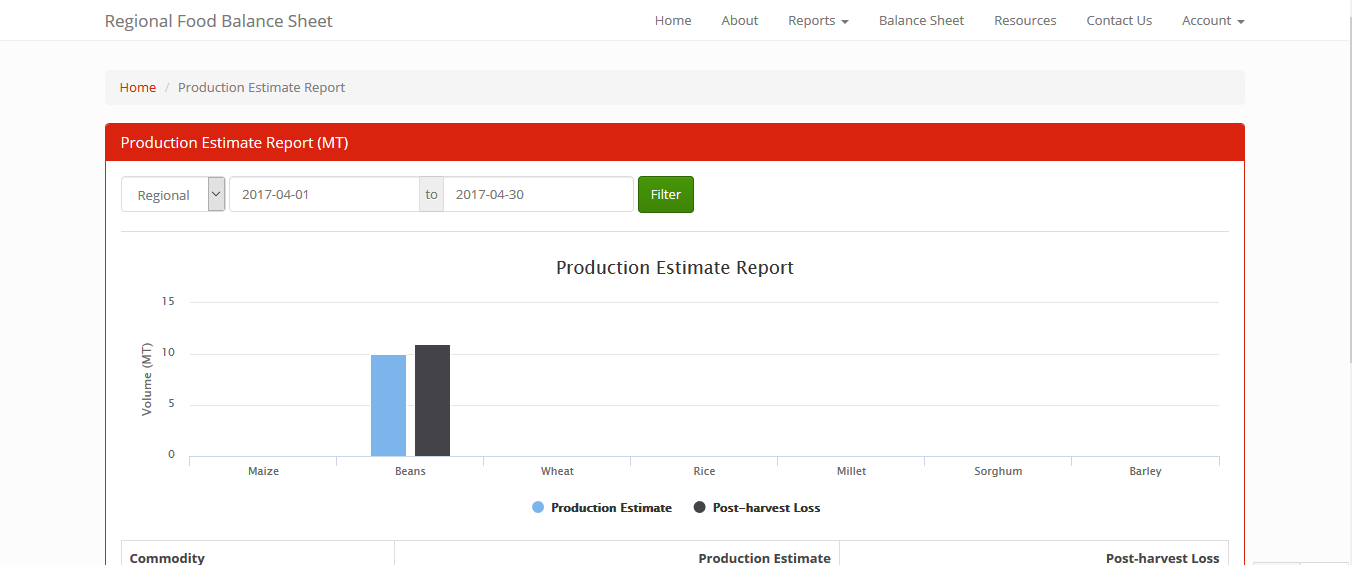 Regional Food Balance Sheet Home About Reports Balance Sheet Resources Contact Us Account
Home / Production Estimate Report
Production Estimate Report (MT)
Regional 2017-04-01 to 2017-04-30 Filter
Production Estimate Report
Volume (MT)
15
10
5
0
Maize Beans Wheat Rice Millet Sorghum Barley
Production Estimate Post-harvest Loss
Commodity Production Estimate Post-harvest Loss